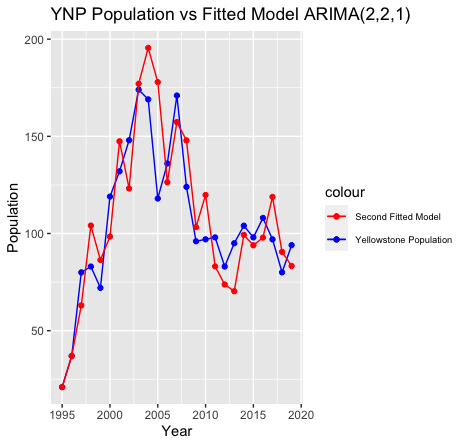 YNP Population vs Fitted Model ARIMA(2,2,1)
200
150
100
50
Population
1995 2000 2005 2010 2015 2020
Year
colour
Second Fitted Model
Yellowstone Population